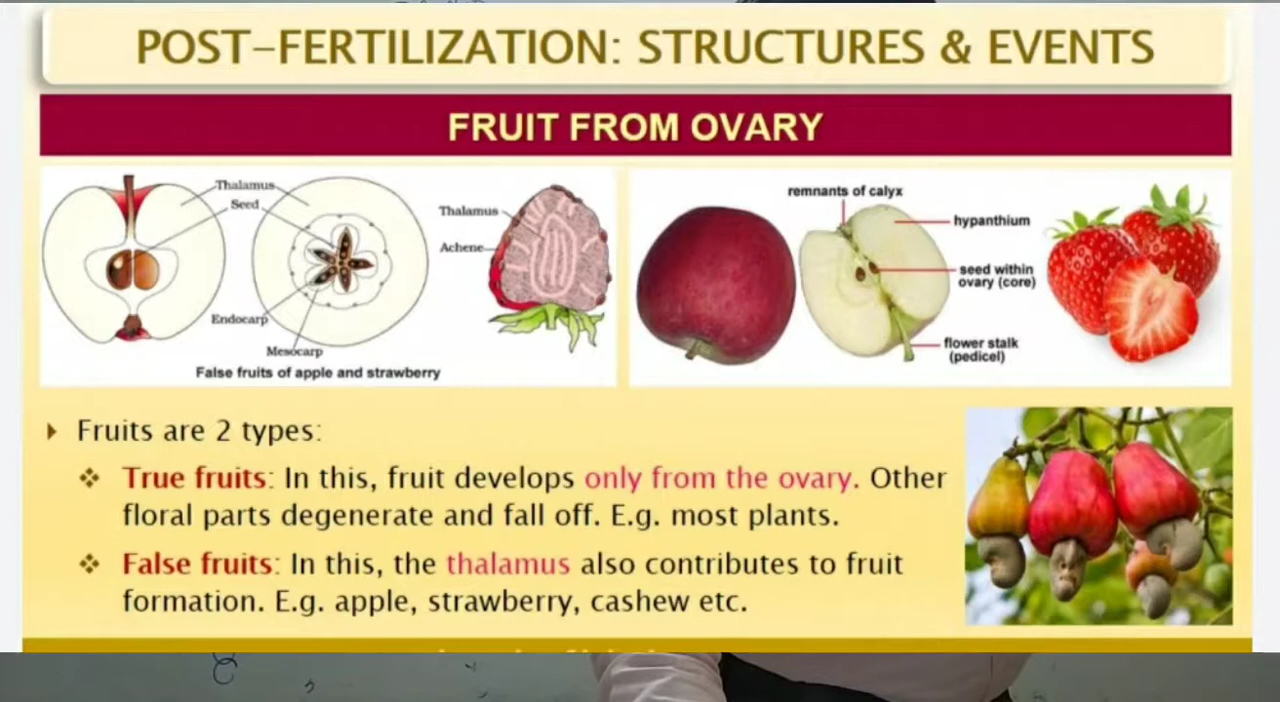 POST–FERTILIZATION: STRUCTURES & EVENTS
FRUIT FROM OVARY
Thalamus
Seed
Endocarp
Mesocarp
Thalamus
Achene
False fruits of apple and strawberry
remnants of calyx
hypanthium
seed within
ovary (core)
flower stalk
(pedicel)
Fruits are 2 types:
True fruits: In this, fruit develops only from the ovary. Other
floral parts degenerate and fall off. E.g. most plants.
False fruits: In this, the thalamus also contributes to fruit
formation. E.g. apple, strawberry, cashew etc.